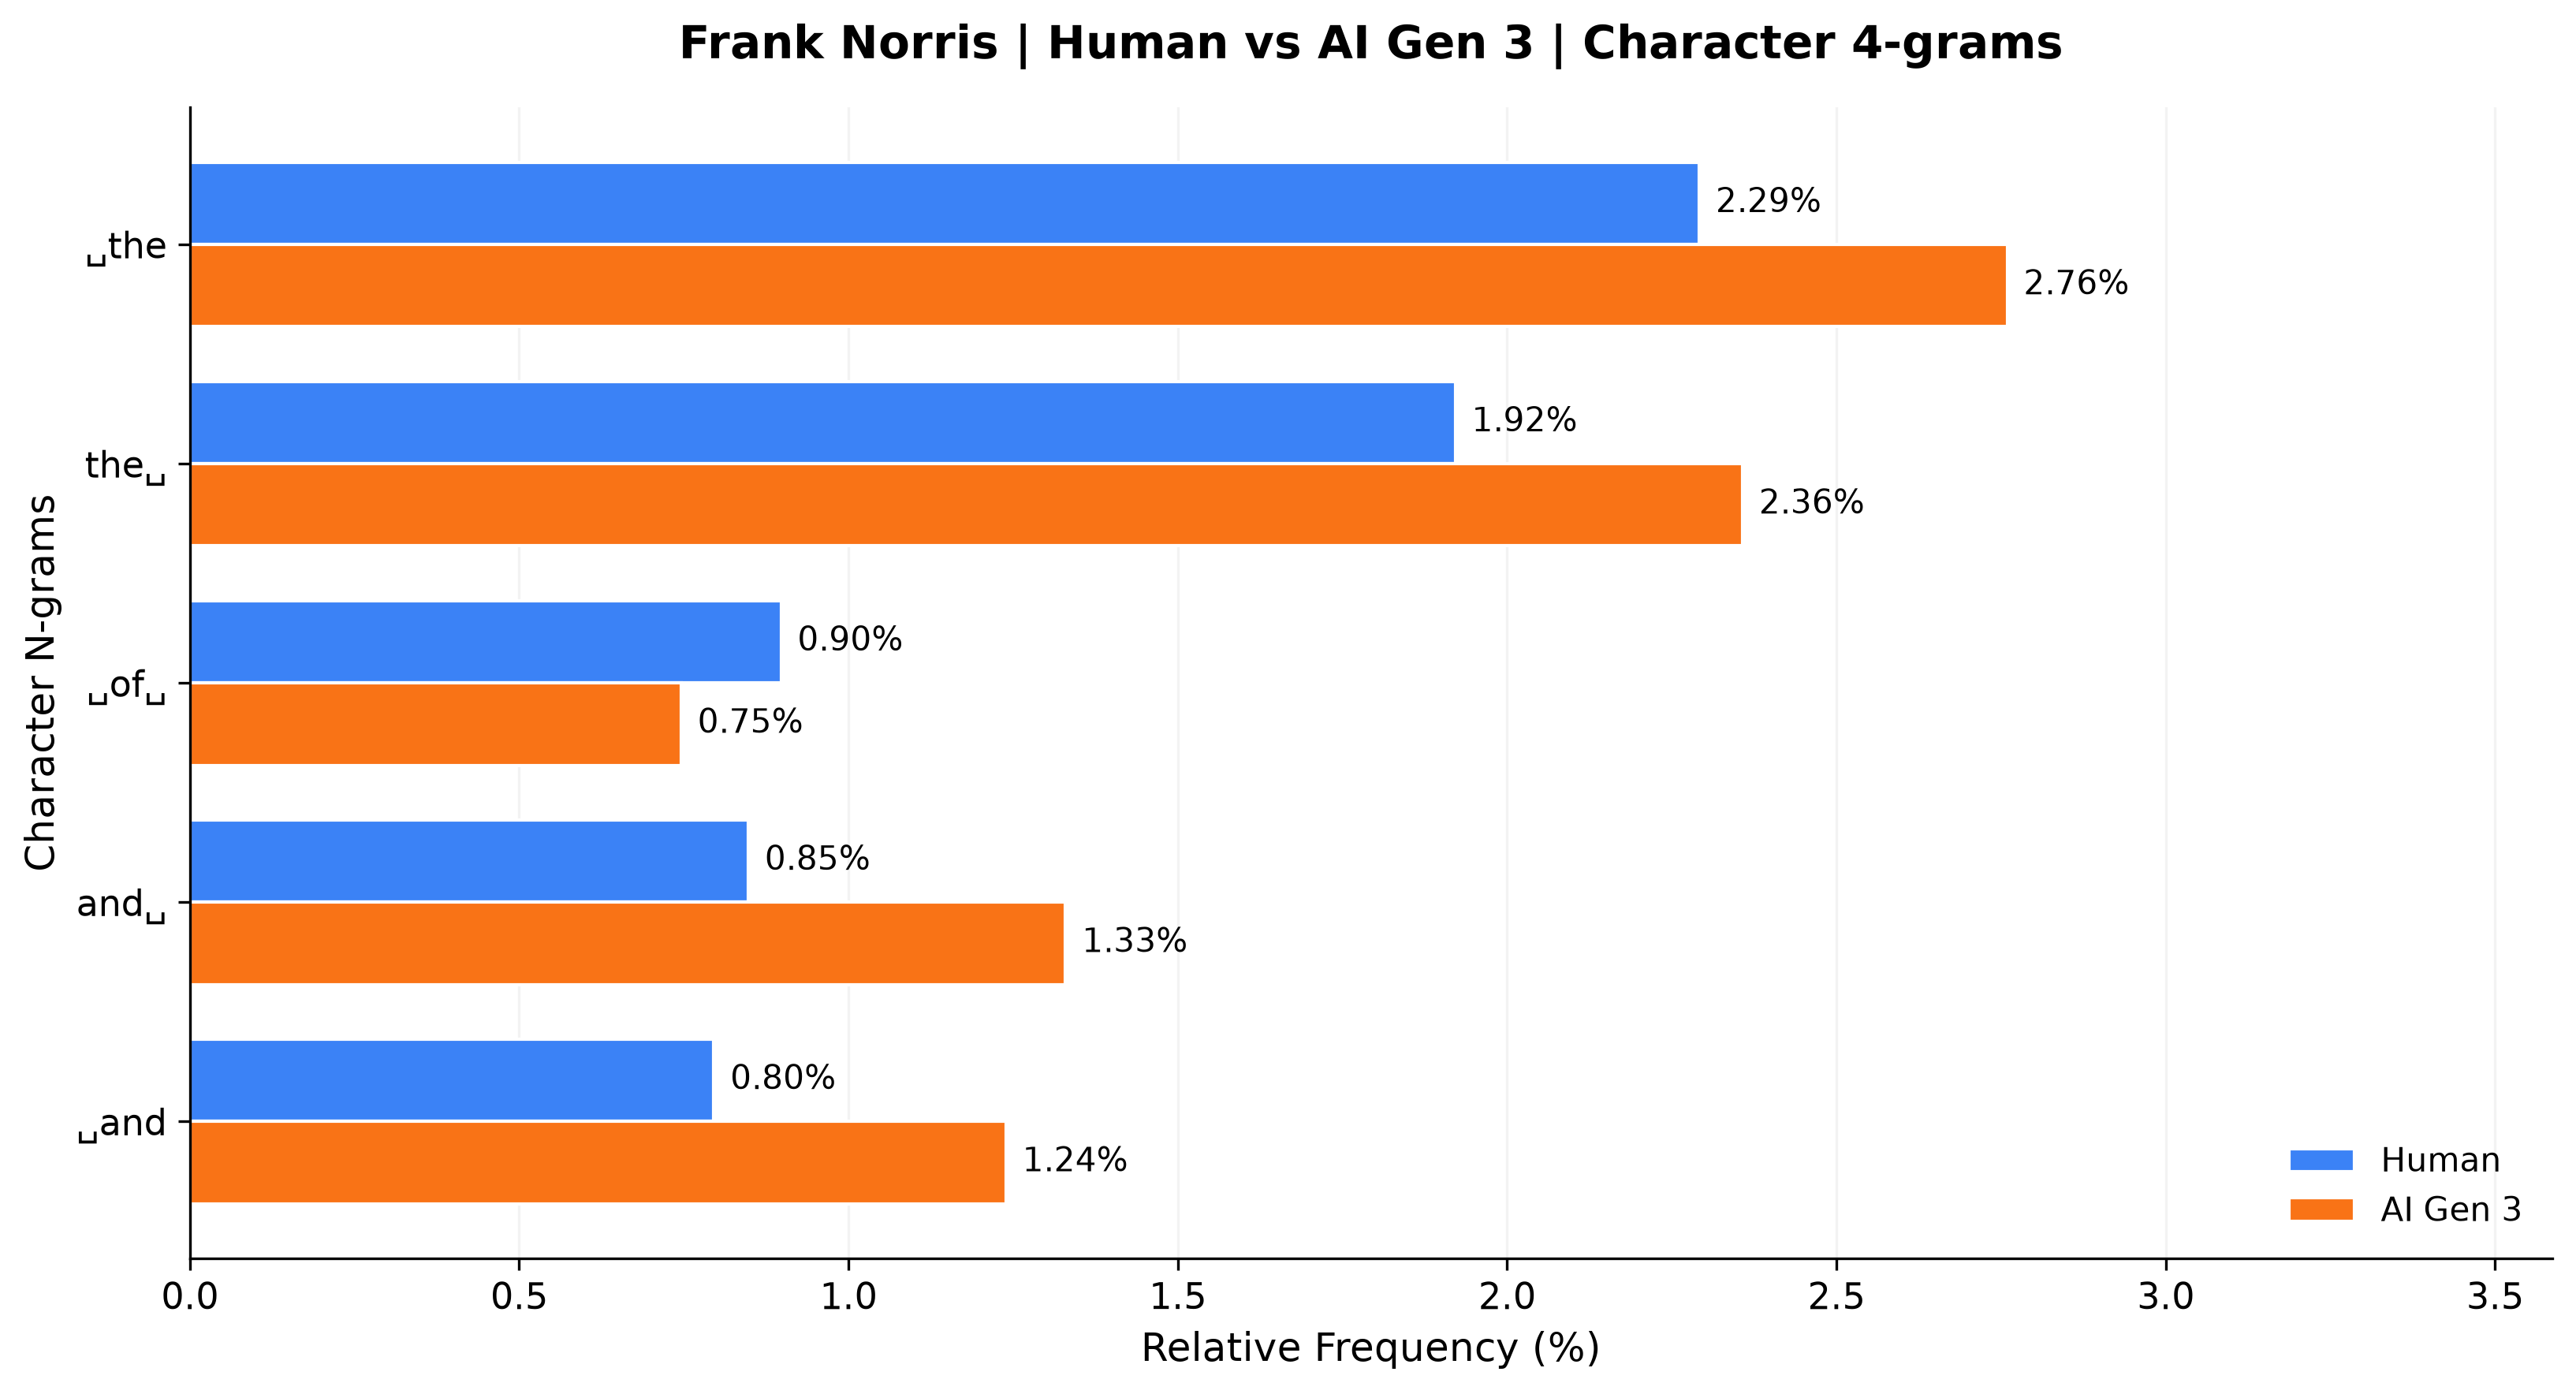 Frank Norris | Human vs AI Gen 3 | Character 4-grams
Character N-grams
␣the
2.29%
2.76%
the␣
1.92%
2.36%
␣of␣
0.90%
0.75%
and␣
0.85%
1.33%
␣and
0.80%
1.24%
Human
AI Gen 3
0.0 0.5 1.0 1.5 2.0 2.5 3.0 3.5
Relative Frequency (%)